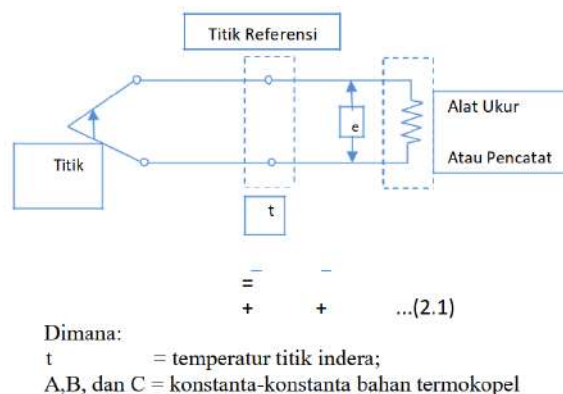 Titik Referensi
Alat Ukur
e
Atau Pencatat
Titik
t
=
+ + ...(2.1)
Dimana:
t = temperatur titik indera;
A,B, dan C = konstanta-konstanta bahan termokopel